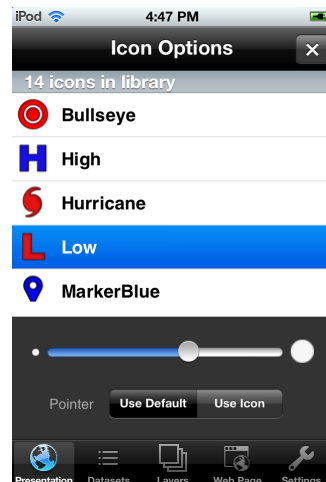 iPod 4:47 PM
Icon Options
14 icons in library
Bullseye
H High
Hurricane
L Low
MarkerBlue
Pointer Use Default Use Icon
Presentation Datasets Layers Web Page Settings